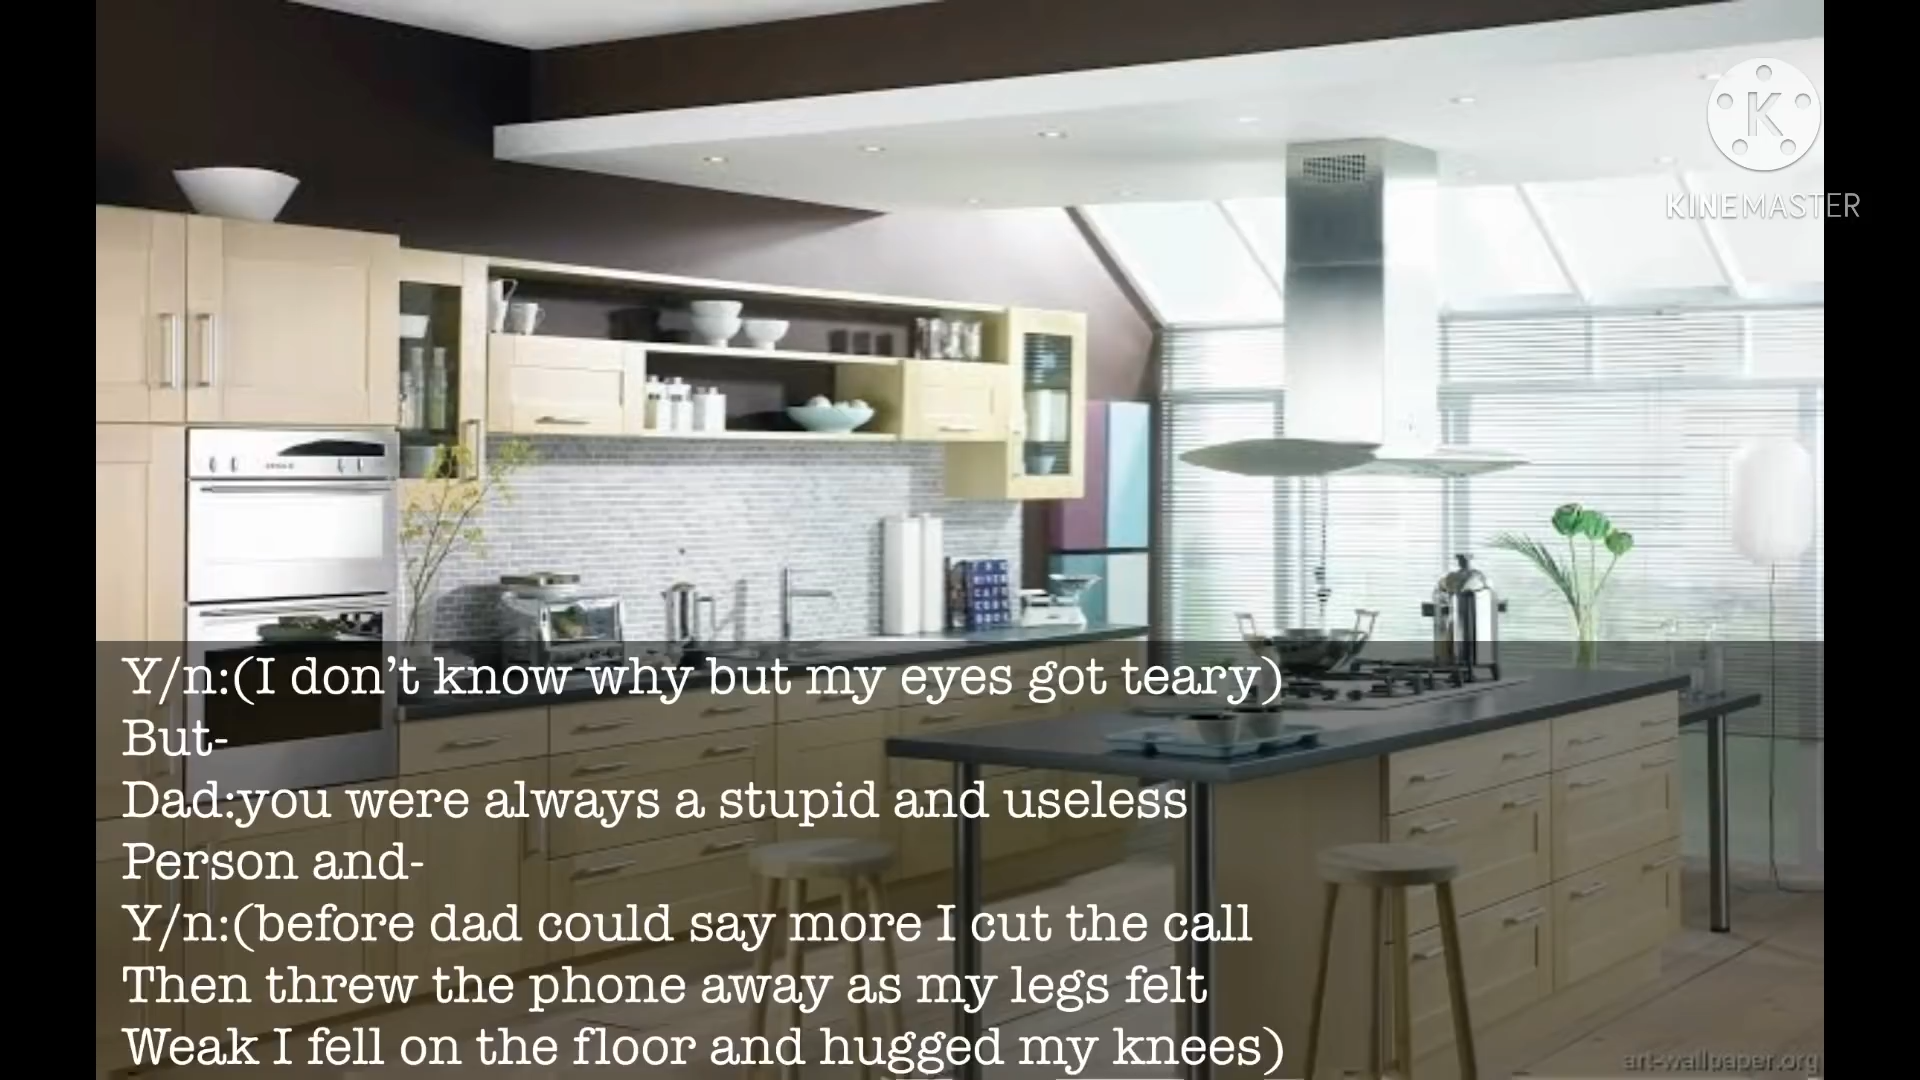 K
KINEMASTER
Y/n:(I don't know why but my eyes got teary)
But-
Dad:you were always a stupid and useless
Person and-
Y/n:(before dad could say more I cut the call
Then threw the phone away as my legs felt
Weak I fell on the floor and hugged my knees)
art-wallpaper.org